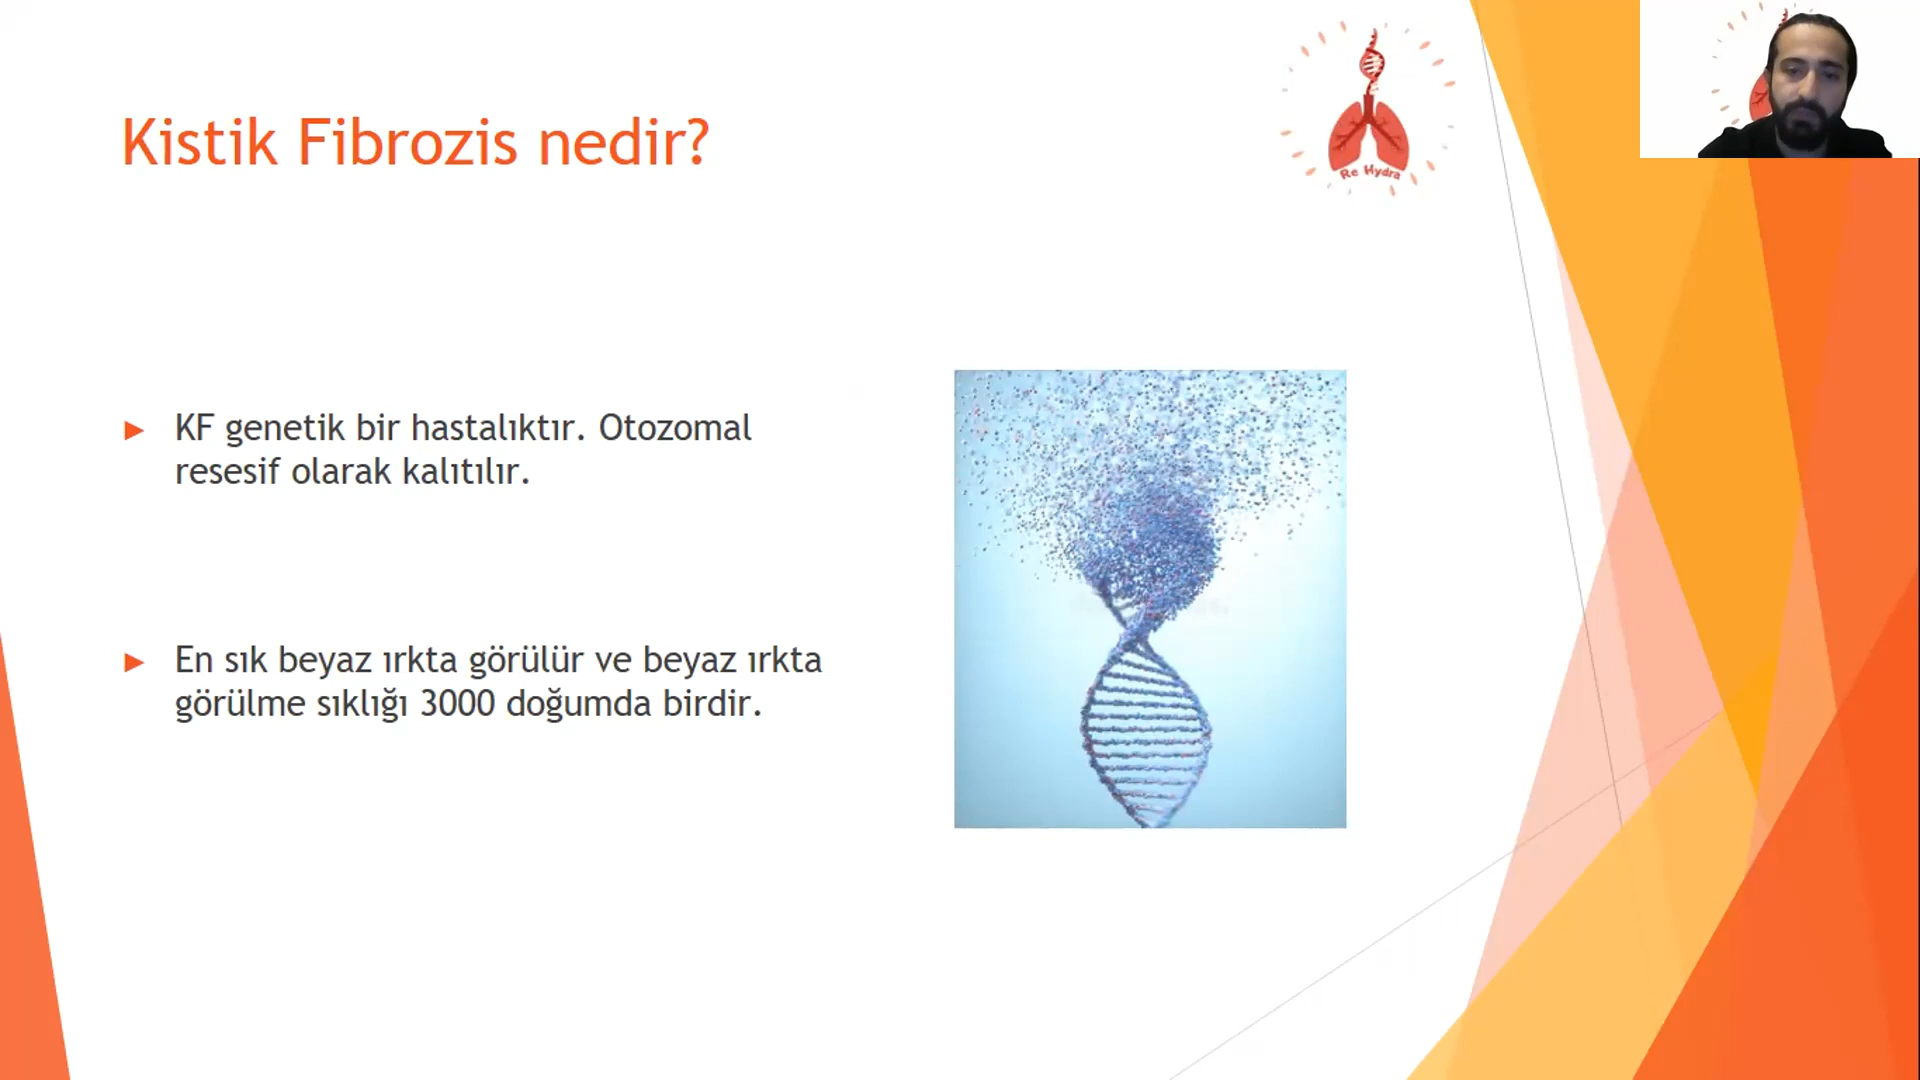 Kistik Fibrozis nedir?
Re Hydra
KF genetik bir hastalıktır. Otozomal
resesif olarak kalıtılır.
En sık beyaz ırkta görülür ve beyaz ırkta
görülme sıklığı 3000 doğumda birdir.